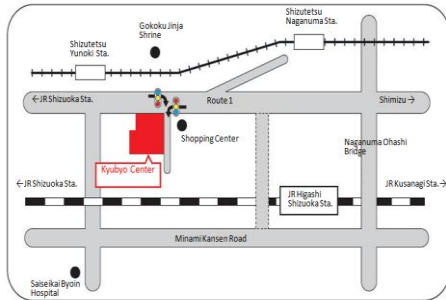 Shizutetsu
Naganuma Sta.
Gokoku Jinja
Shrine
Shizutetsu
Yunoki Sta.
←JR Shizuoka Sta.
Route 1
Shimizu
→
Shopping Center
Naganuma Ohashi
Bridge
Kyubyo Center
←JR Shizuoka Sta.
JR Kusanagi Sta.→
JR Higashi
Shizuoka Sta.
Minami Kansen Road
Saiseikai Byoin
Hospital